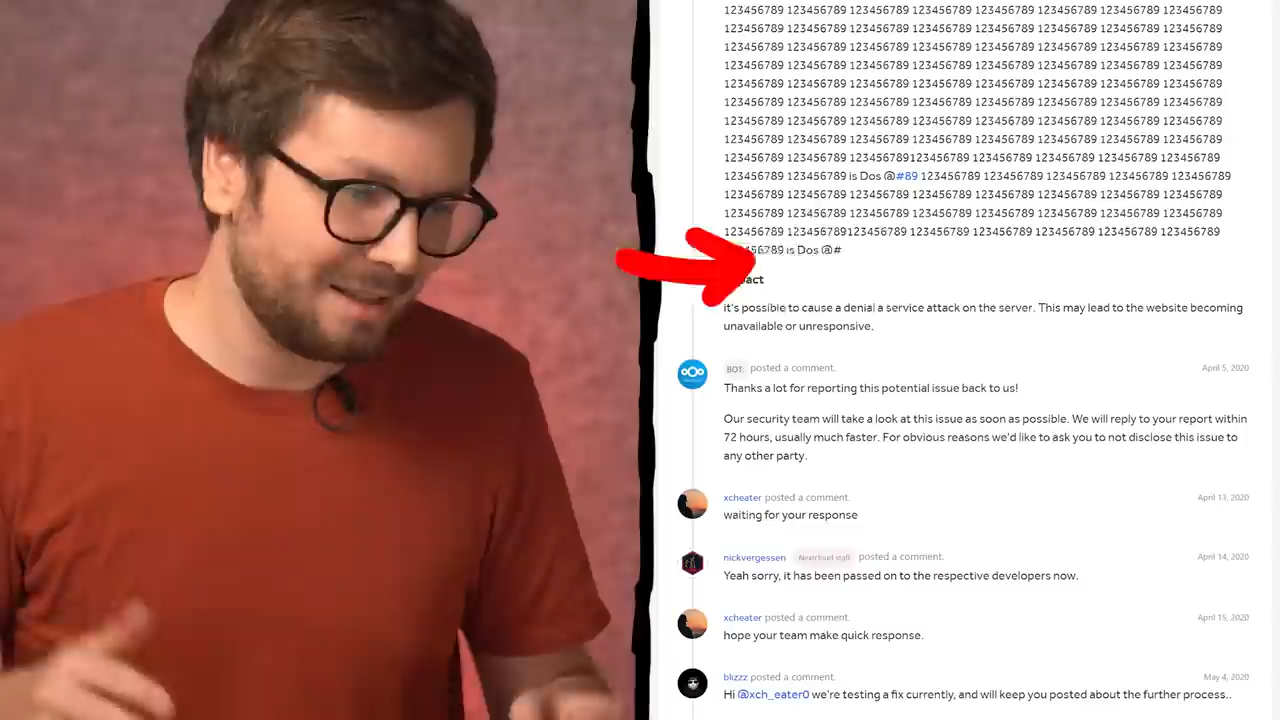 123456789 123456789 123456789 123456789 123456789 123456789 123456789 123456789
123456789 123456789 123456789 123456789 123456789 123456789 123456789 123456789
123456789 123456789 123456789 123456789 123456789 123456789 123456789 123456789
123456789 123456789 123456789 123456789 123456789 123456789 123456789 123456789
123456789 123456789 123456789 123456789 123456789 123456789 123456789 123456789
123456789 123456789 123456789 123456789 123456789 123456789 123456789 123456789
123456789 123456789 123456789 123456789 123456789 123456789 123456789 123456789
123456789 123456789 123456789 123456789 123456789 123456789 123456789 123456789
123456789 123456789 123456789123456789 123456789 123456789 123456789 123456789
123456789 123456789 is Dos @#89 123456789 123456789 123456789 123456789 123456789
123456789 123456789 123456789 123456789 123456789 123456789 123456789 123456789
123456789 123456789 123456789 123456789 123456789 123456789 123456789 123456789
123456789 123456789123456789 123456789 123456789 123456789 123456789 123456789
is Dos @#
it's possible to cause a denial a service attack on the server. This may lead to the website becoming
unavailable or unresponsive.
BOT: posted a comment. April 5, 2020
Thanks a lot for reporting this potential issue back to us!
Our security team will take a look at this issue as soon as possible. We will reply to your report within
72 hours, usually much faster. For obvious reasons we'd like to ask you to not disclose this issue to
any other party.
xcheater posted a comment. April 13, 2020
waiting for your response
nickvergessen Nextcloud staff posted a comment. April 14, 2020
Yeah sorry, it has been passed on to the respective developers now.
xcheater posted a comment. April 15, 2020
hope your team make quick response.
blizzz posted a comment. May 4, 2020
Hi @xch_eater0 we're testing a fix currently, and will keep you posted about the further process..